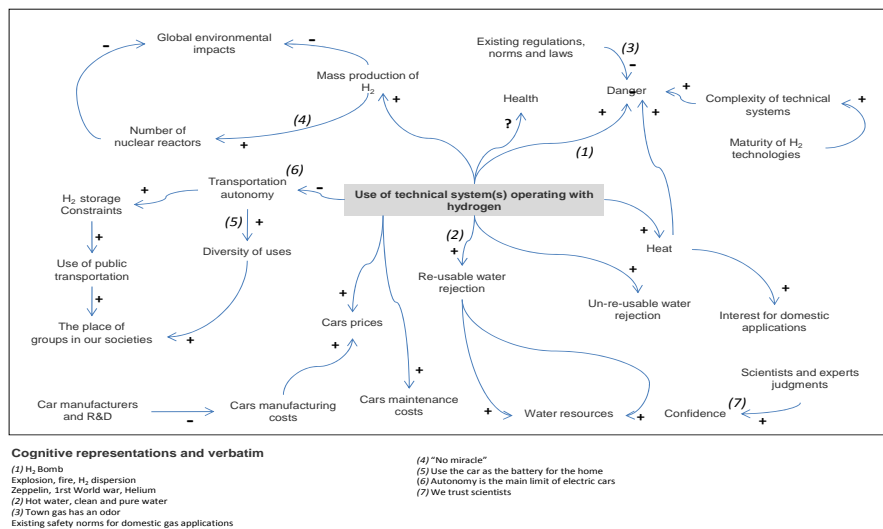 Global environmental
impacts
Existing regulations,
norms and laws
(3)
-
-
-
Mass production of
H₂
Danger
-
+
+
+
+
+
Complexity of technical
systems
Health
?
(4)
(1)
Number of
nuclear reactors
+
Maturity of H₂
technologies
(6)
Transportation
autonomy
-
+
Use of technical system(s) operating with
hydrogen
H₂ storage
Constraints
(5)
+
(2)
+
+
Heat
+
Diversity of uses
Use of public
transportation
Re-usable water
rejection
+
+
Un-re-usable water
rejection
+
+
The place of
groups in our societies
+
Cars prices
+
Interest for domestic
applications
Scientists and experts
judgments
Car manufacturers
and R&D
-
Cars manufacturing
costs
+
Cars maintenance
costs
+
Water resources
+
Confidence
(7)
+
Cognitive representations and verbatim
(1) H₂ Bomb
Explosion, fire, H₂ dispersion
Zeppelin, 1rst World war, Helium
(2) Hot water, clean and pure water
(3) Town gas has an odor
Existing safety norms for domestic gas applications
(4) "No miracle"
(5) Use the car as the battery for the home
(6) Autonomy is the main limit of electric cars
(7) We trust scientists